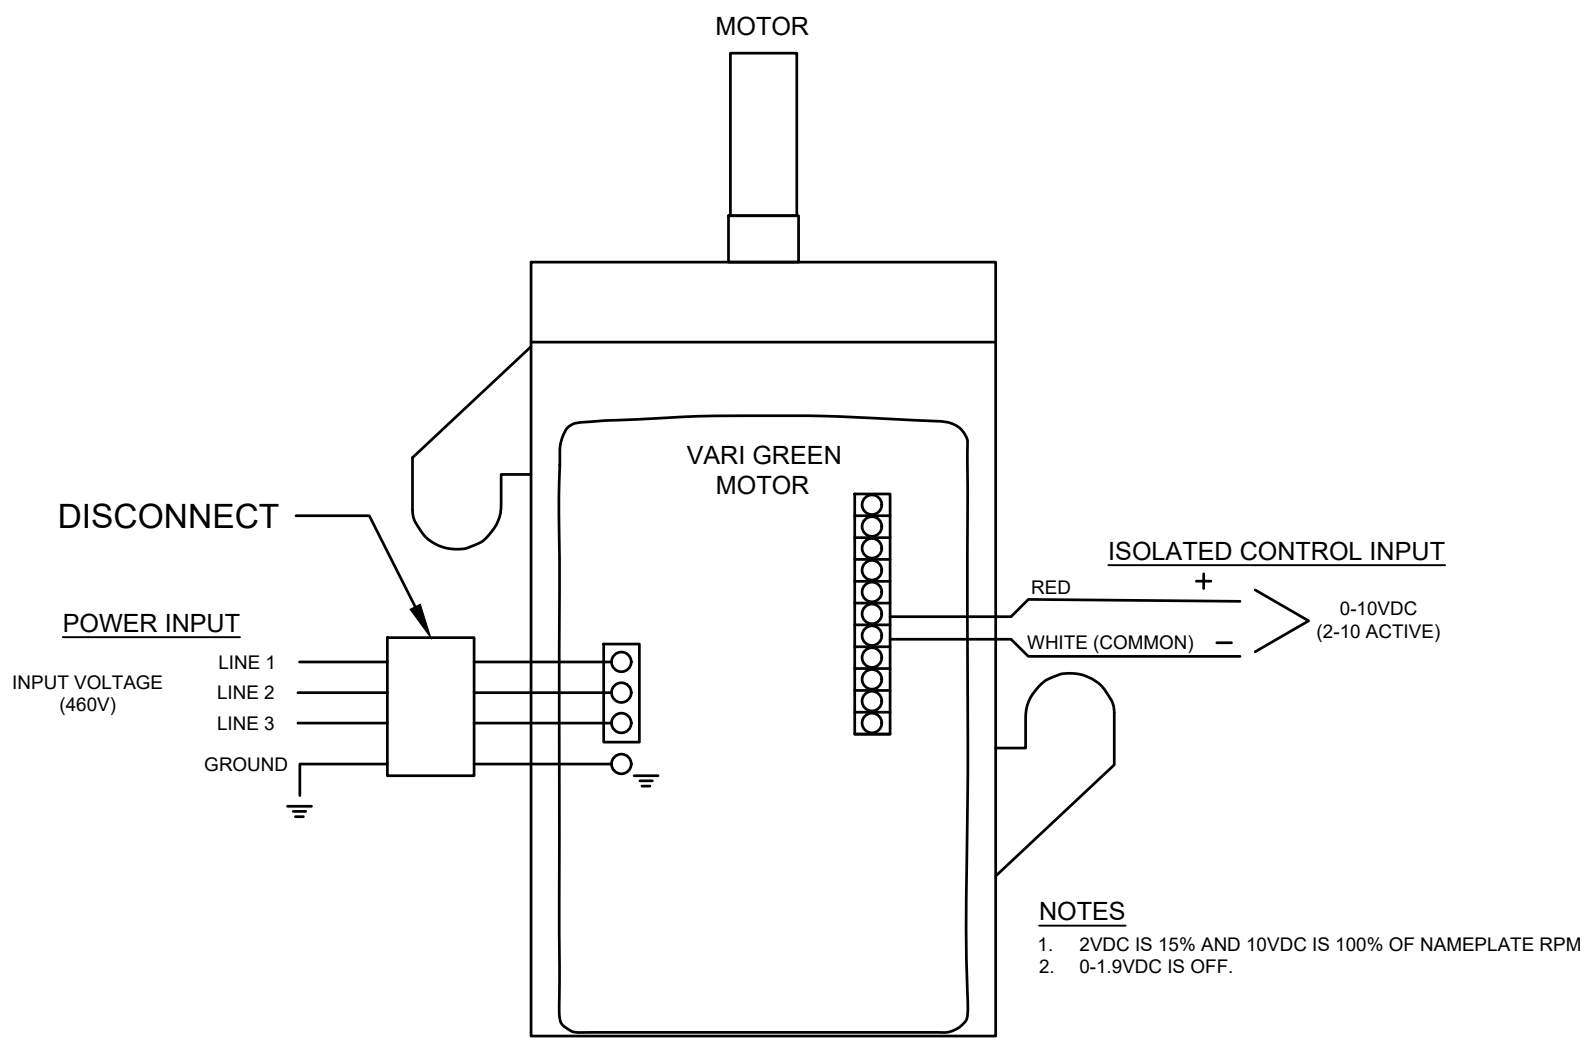 MOTOR
VARI GREEN
MOTOR
DISCONNECT
POWER INPUT
INPUT VOLTAGE
(460V)
LINE 1
LINE 2
LINE 3
GROUND
ISOLATED CONTROL INPUT
RED
+
WHITE (COMMON) −
0-10VDC
(2-10 ACTIVE)
NOTES
1. 2VDC IS 15% AND 10VDC IS 100% OF NAMEPLATE RPM
2. 0-1.9VDC IS OFF.